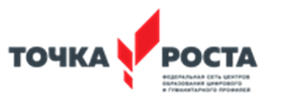 ТОЧКА РОСТА
ФЕДЕРАЛЬНАЯ СЕТЬ ЦЕНТРОВ
ОБРАЗОВАНИЯ ЦИФРОВОГО
И ГУМАНИТАРНОГО ПРОФИЛЕЙ